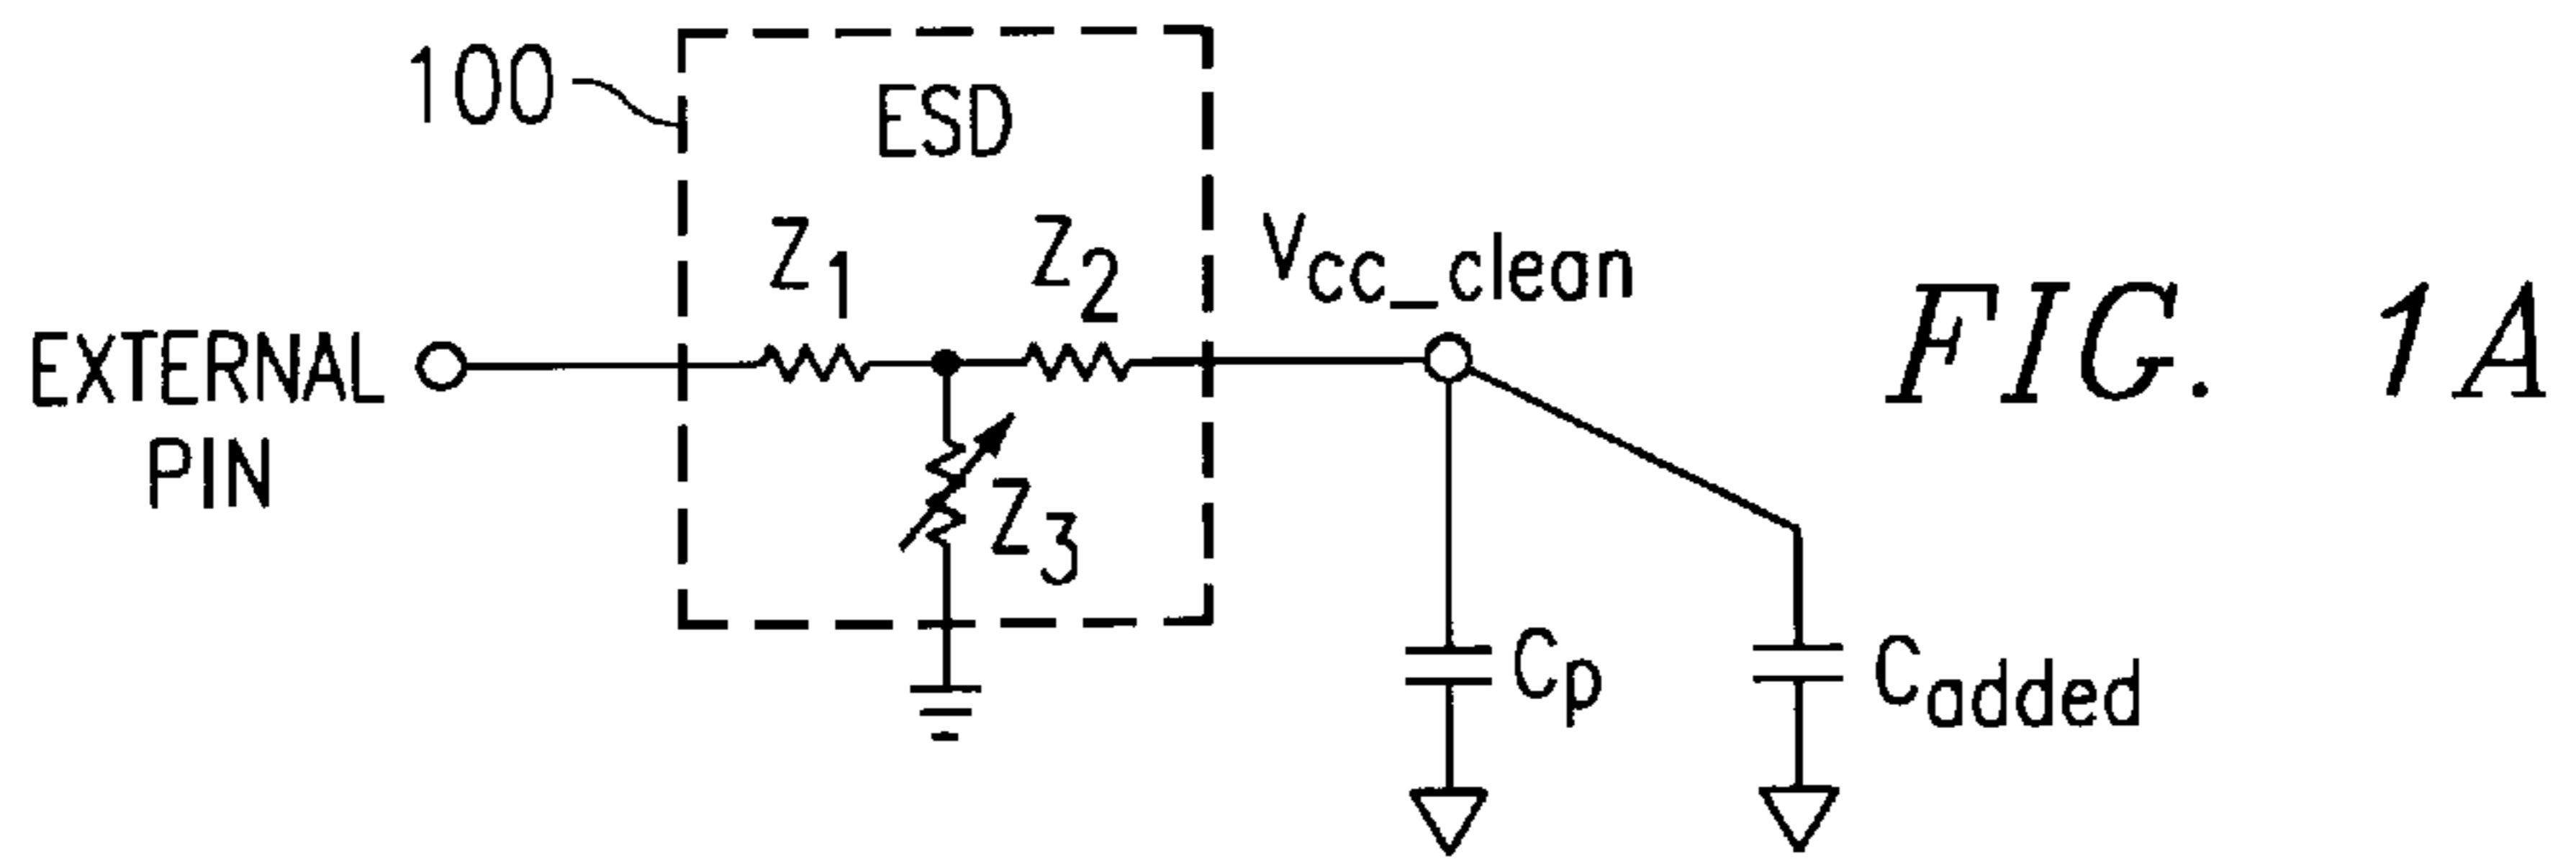 100
ESD
Z1
Z2
Vcc_clean
EXTERNAL
PIN
FIG. 1A
Z3
Cp
Cadded